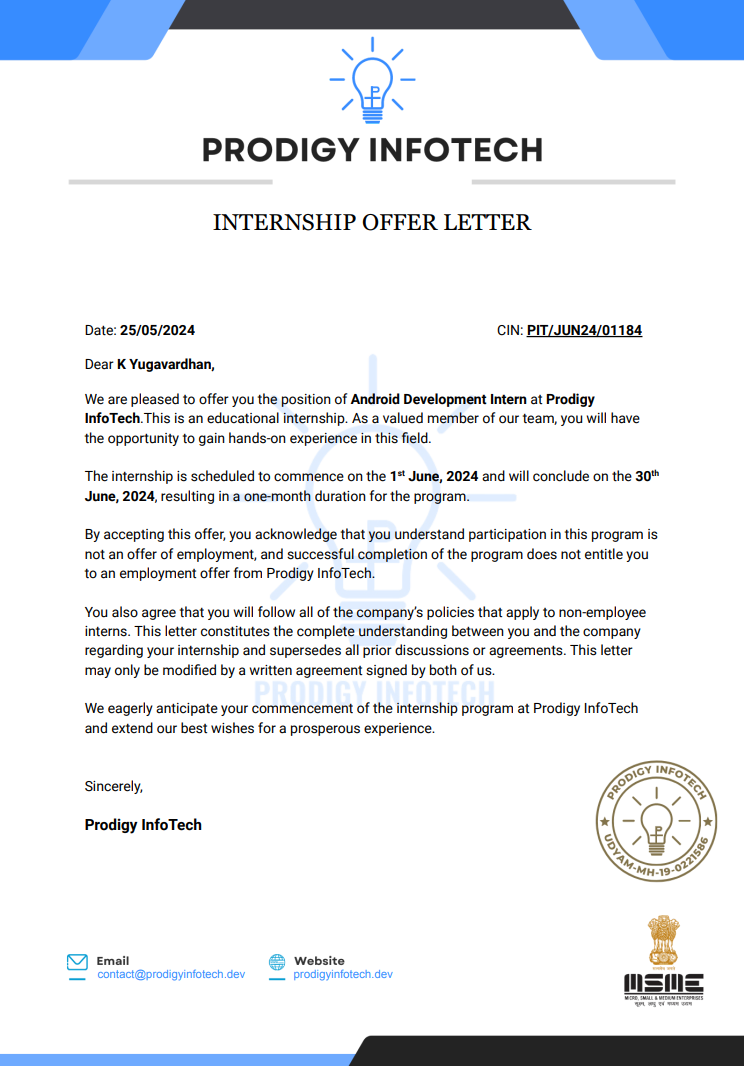 PRODIGY INFOTECH
INTERNSHIP OFFER LETTER
Date: 25/05/2024 CIN: PIT/JUN24/01184
Dear K Yugavardhan,
We are pleased to offer you the position of Android Development Intern at Prodigy
InfoTech.This is an educational internship. As a valued member of our team, you will have
the opportunity to gain hands-on experience in this field.
The internship is scheduled to commence on the 1st June, 2024 and will conclude on the 30th
June, 2024, resulting in a one-month duration for the program.
By accepting this offer, you acknowledge that you understand participation in this program is
not an offer of employment, and successful completion of the program does not entitle you
to an employment offer from Prodigy InfoTech.
You also agree that you will follow all of the company's policies that apply to non-employee
interns. This letter constitutes the complete understanding between you and the company
regarding your internship and supersedes all prior discussions or agreements. This letter
may only be modified by a written agreement signed by both of us.
PRODIGY INFOTECH
We eagerly anticipate your commencement of the internship program at Prodigy InfoTech
and extend our best wishes for a prosperous experience.
Sincerely,
Prodigy InfoTech
PRODIGY INFOTECH
UDYAM-MH-19-0221586
Email
contact@prodigyinfotech.dev
Website
prodigyinfotech.dev
MSME
MICRO, SMALL & MEDIUM ENTERPRISES
सूक्ष्म, लघु एवं मध्यम उद्यम